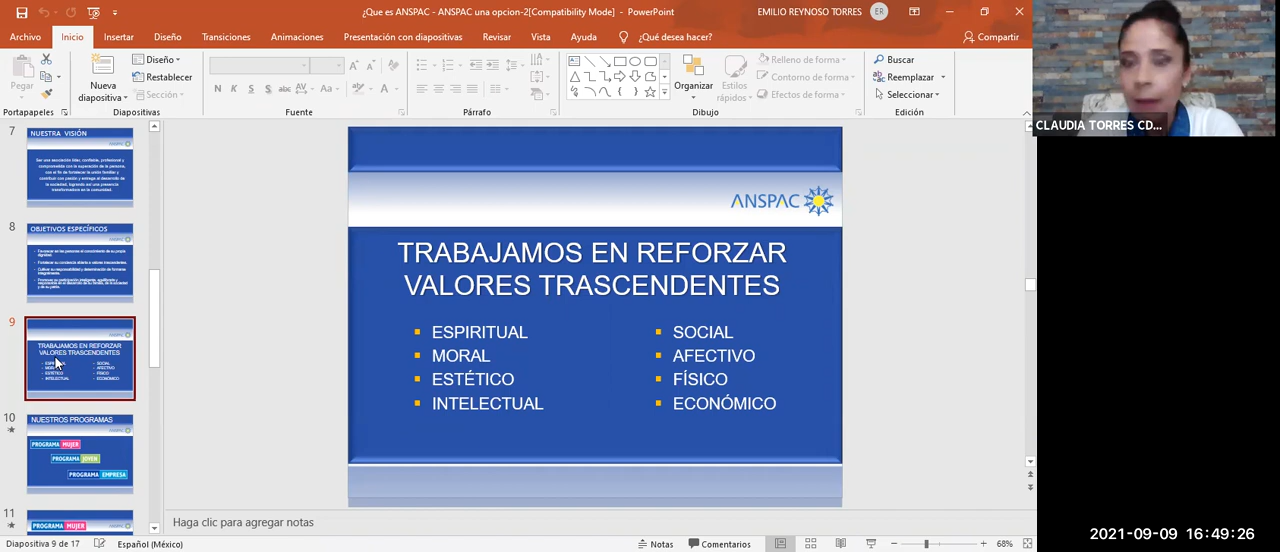 ¿Que es ANSPAC - ANSPAC una opcion-2[Compatibility Mode] - PowerPoint
EMILIO REYNOSO TORRES
ER
Archivo
Inicio
Insertar
Diseño
Transiciones
Animaciones
Presentación con diapositivas
Revisar
Vista
Ayuda
¿Qué desea hacer?
Compartir
Pegar
Portapapeles
Nueva
diapositiva
Diseño
Restablecer
Sección
Diapositivas
N K S S abc AV Aa A
Fuente
Párrafo
Organizar
Estilos
rápidos
Relleno de forma
Contorno de forma
Efectos de forma
Dibujo
Buscar
Reemplazar
Seleccionar
Edición
CLAUDIA TORRES CD...
7
NUESTRA VISIÓN
8
OBJETIVOS ESPECÍFICOS
9
TRABAJAMOS EN REFORZAR
VALORES TRASCENDENTES
10
NUESTROS PROGRAMAS
PROGRAMA MUJER
PROGRAMA JOVEN
PROGRAMA EMPRESA
11
PROGRAMA MUJER
ANSPAC
TRABAJAMOS EN REFORZAR
VALORES TRASCENDENTES
ESPIRITUAL
MORAL
ESTÉTICO
INTELECTUAL
SOCIAL
AFECTIVO
FÍSICO
ECONÓMICO
Haga clic para agregar notas
Diapositiva 9 de 17
Español (México)
Notas
Comentarios
68%
2021-09-09 16:49:26